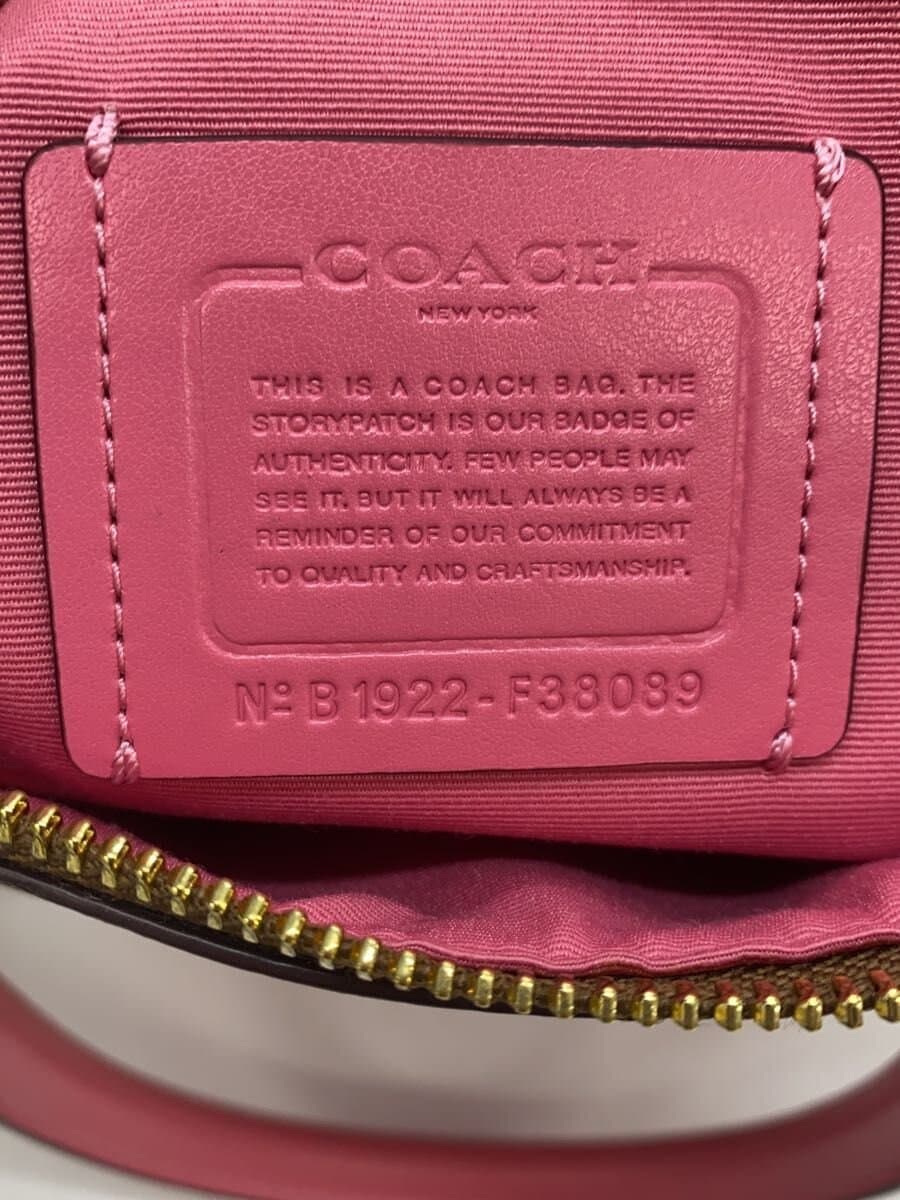 COACH
NEW YORK
THIS IS A COACH BAG. THE
STORYPATCH IS OUR BADGE OF
AUTHENTICITY. FEW PEOPLE MAY
SEE IT. BUT IT WILL ALWAYS BE A
REMINDER OF OUR COMMITMENT
TO QUALITY AND CRAFTSMANSHIP.
Nº B1922-F38089